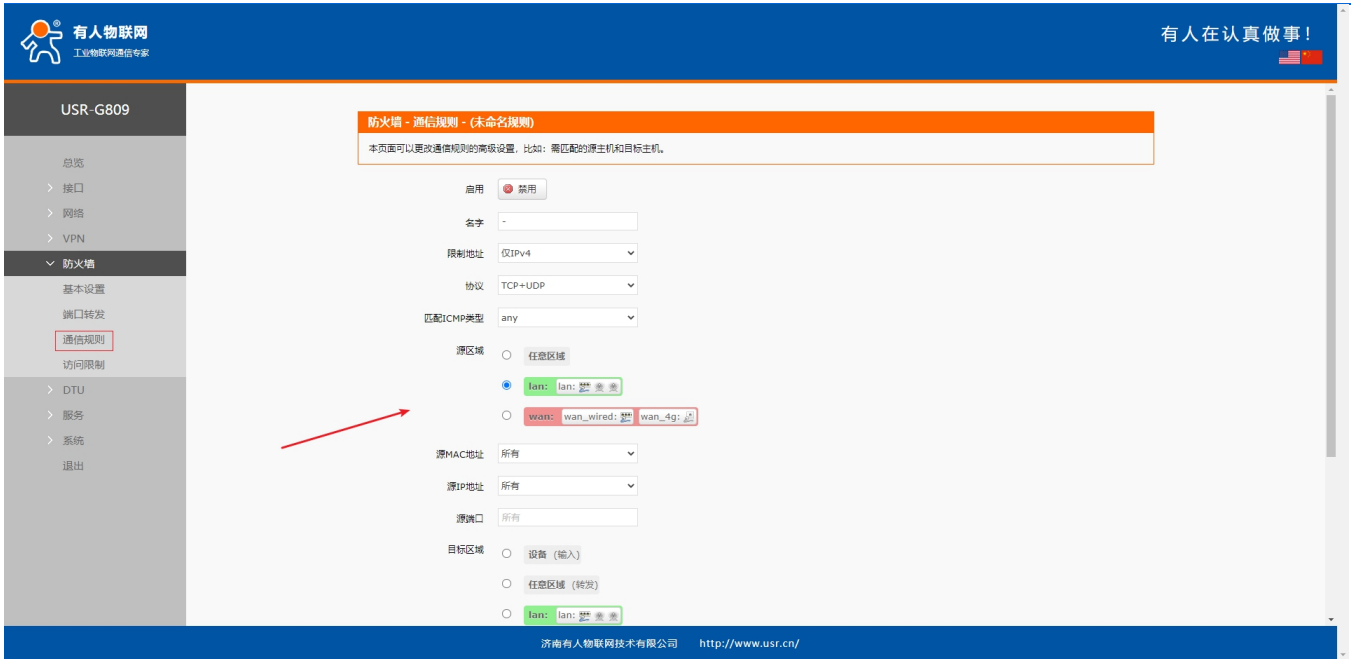 有人物联网
工业物联网通信专家
有人在认真做事!
USR-G809
总览
接口
网络
VPN
防火墙
基本设置
端口转发
通信规则
访问限制
DTU
服务
系统
退出
防火墙 - 通信规则 - (未命名规则)
本页面可以更改通信规则的高级设置, 比如: 需匹配的源主机和目标主机。
启用 禁用
名字 -
限制地址 仅IPv4
协议 TCP+UDP
匹配ICMP类型 any
源区域 任意区域
lan: lan:
wan: wan_wired: wan_4g:
源MAC地址 所有
源IP地址 所有
源端口 所有
目标区域 设备 (输入)
任意区域 (转发)
lan: lan:
济南有人物联网技术有限公司 http://www.usr.cn/